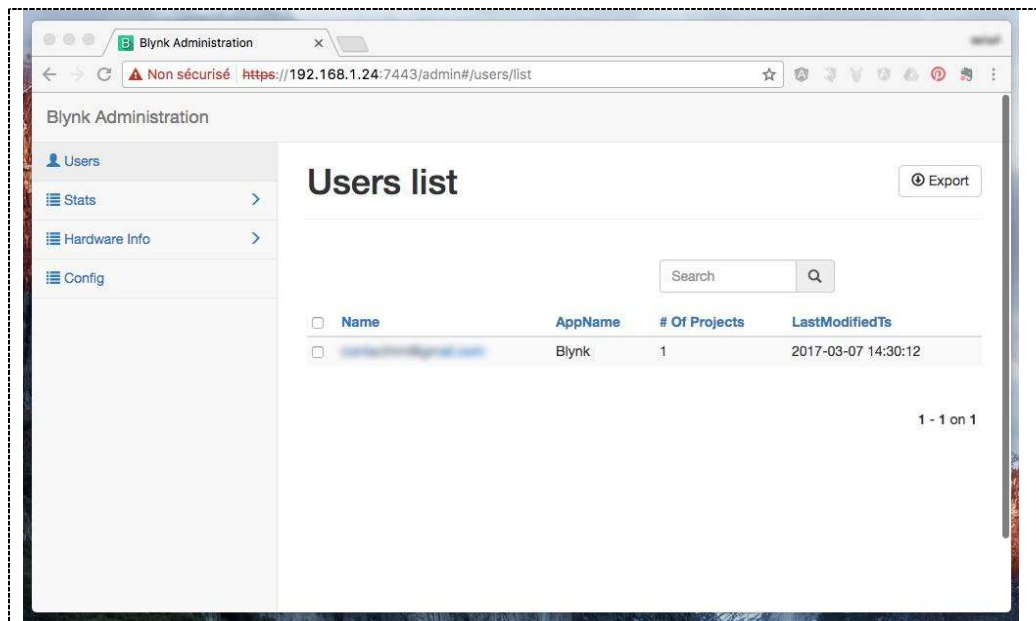 Blynk Administration
Non sécurisé https://192.168.1.24:7443/admin#/users/list
Blynk Administration
Users
Stats
Hardware Info
Config
Users list
Export
Search
Name AppName # Of Projects LastModifiedTs
Blynk 1 2017-03-07 14:30:12
1 - 1 on 1